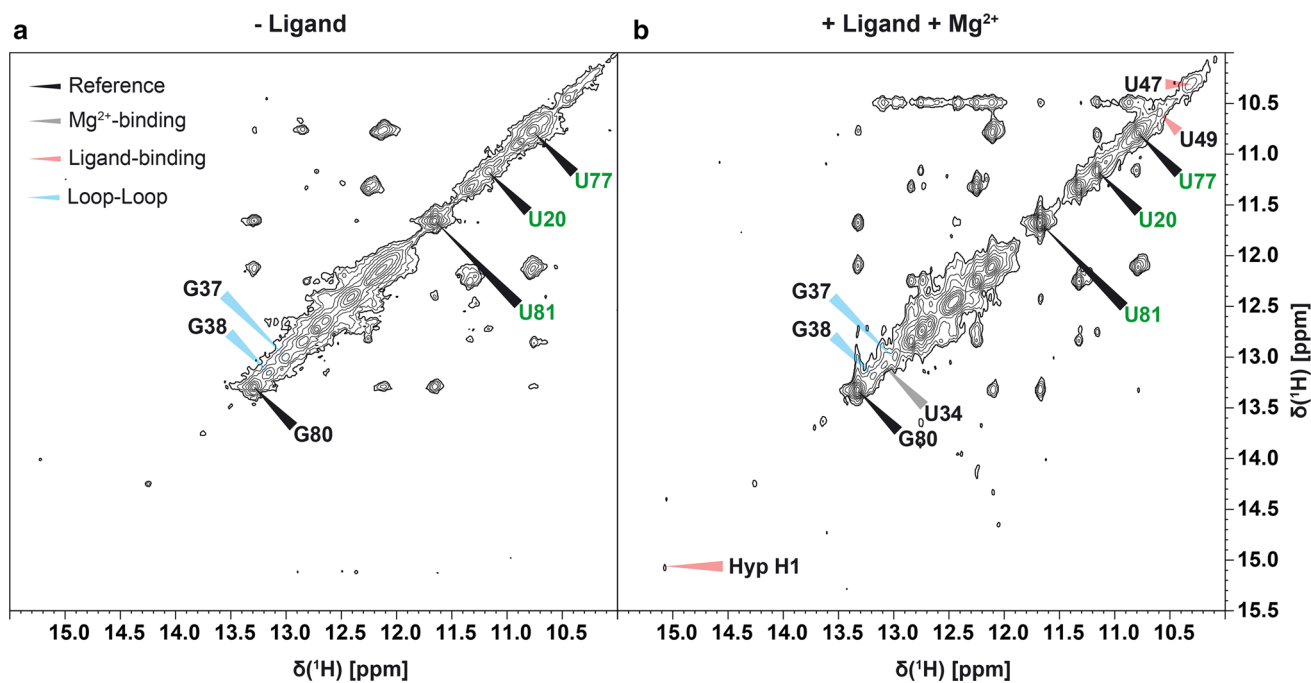 a
- Ligand
Reference
Mg²⁺-binding
Ligand-binding
Loop-Loop
U77
U20
U81
G37
G38
G80
15.0 14.5 14.0 13.5 13.0 12.5 12.0 11.5 11.0 10.5
δ(¹H) [ppm]
b
+ Ligand + Mg²⁺
U47
U49
U77
U20
U81
G37
G38
U34
G80
Hyp H1
10.5
11.0
11.5
12.0
12.5
13.0
13.5
14.0
14.5
15.0
15.5
δ(¹H) [ppm]
15.0 14.5 14.0 13.5 13.0 12.5 12.0 11.5 11.0 10.5
δ(¹H) [ppm]